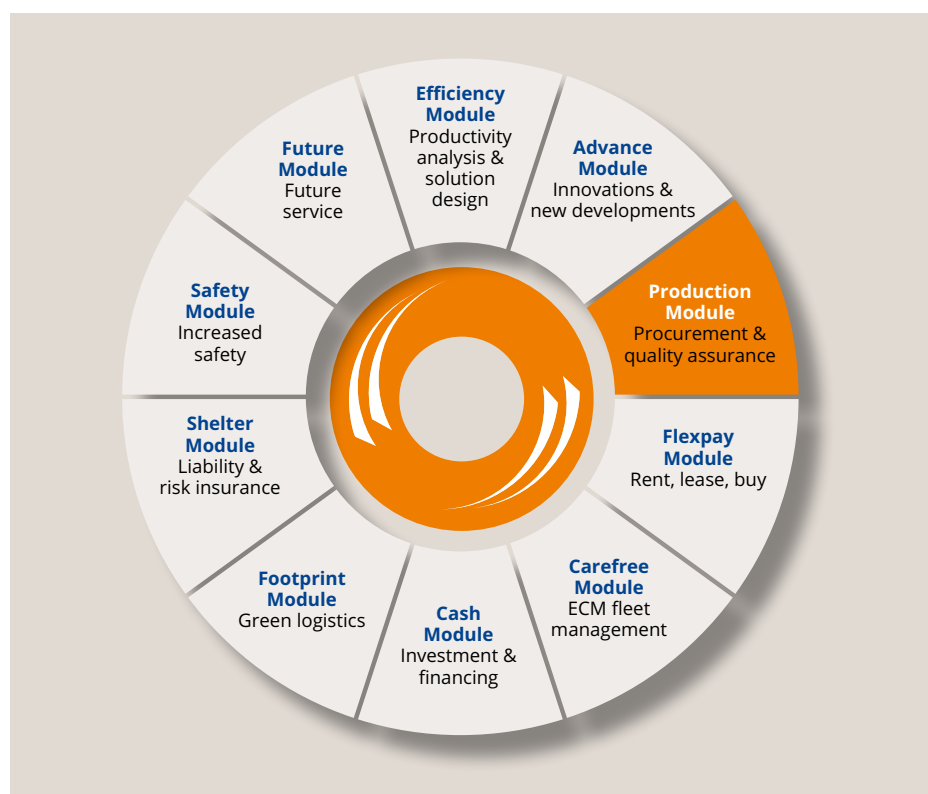 Efficiency
Module
Productivity
analysis &
solution
design
Advance
Module
Innovations &
new developments
Production
Module
Procurement &
quality assurance
Flexpay
Module
Rent, lease, buy
Carefree
Module
ECM fleet
management
Cash
Module
Investment &
financing
Footprint
Module
Green logistics
Shelter
Module
Liability &
risk insurance
Safety
Module
Increased
safety
Future
Module
Future
service